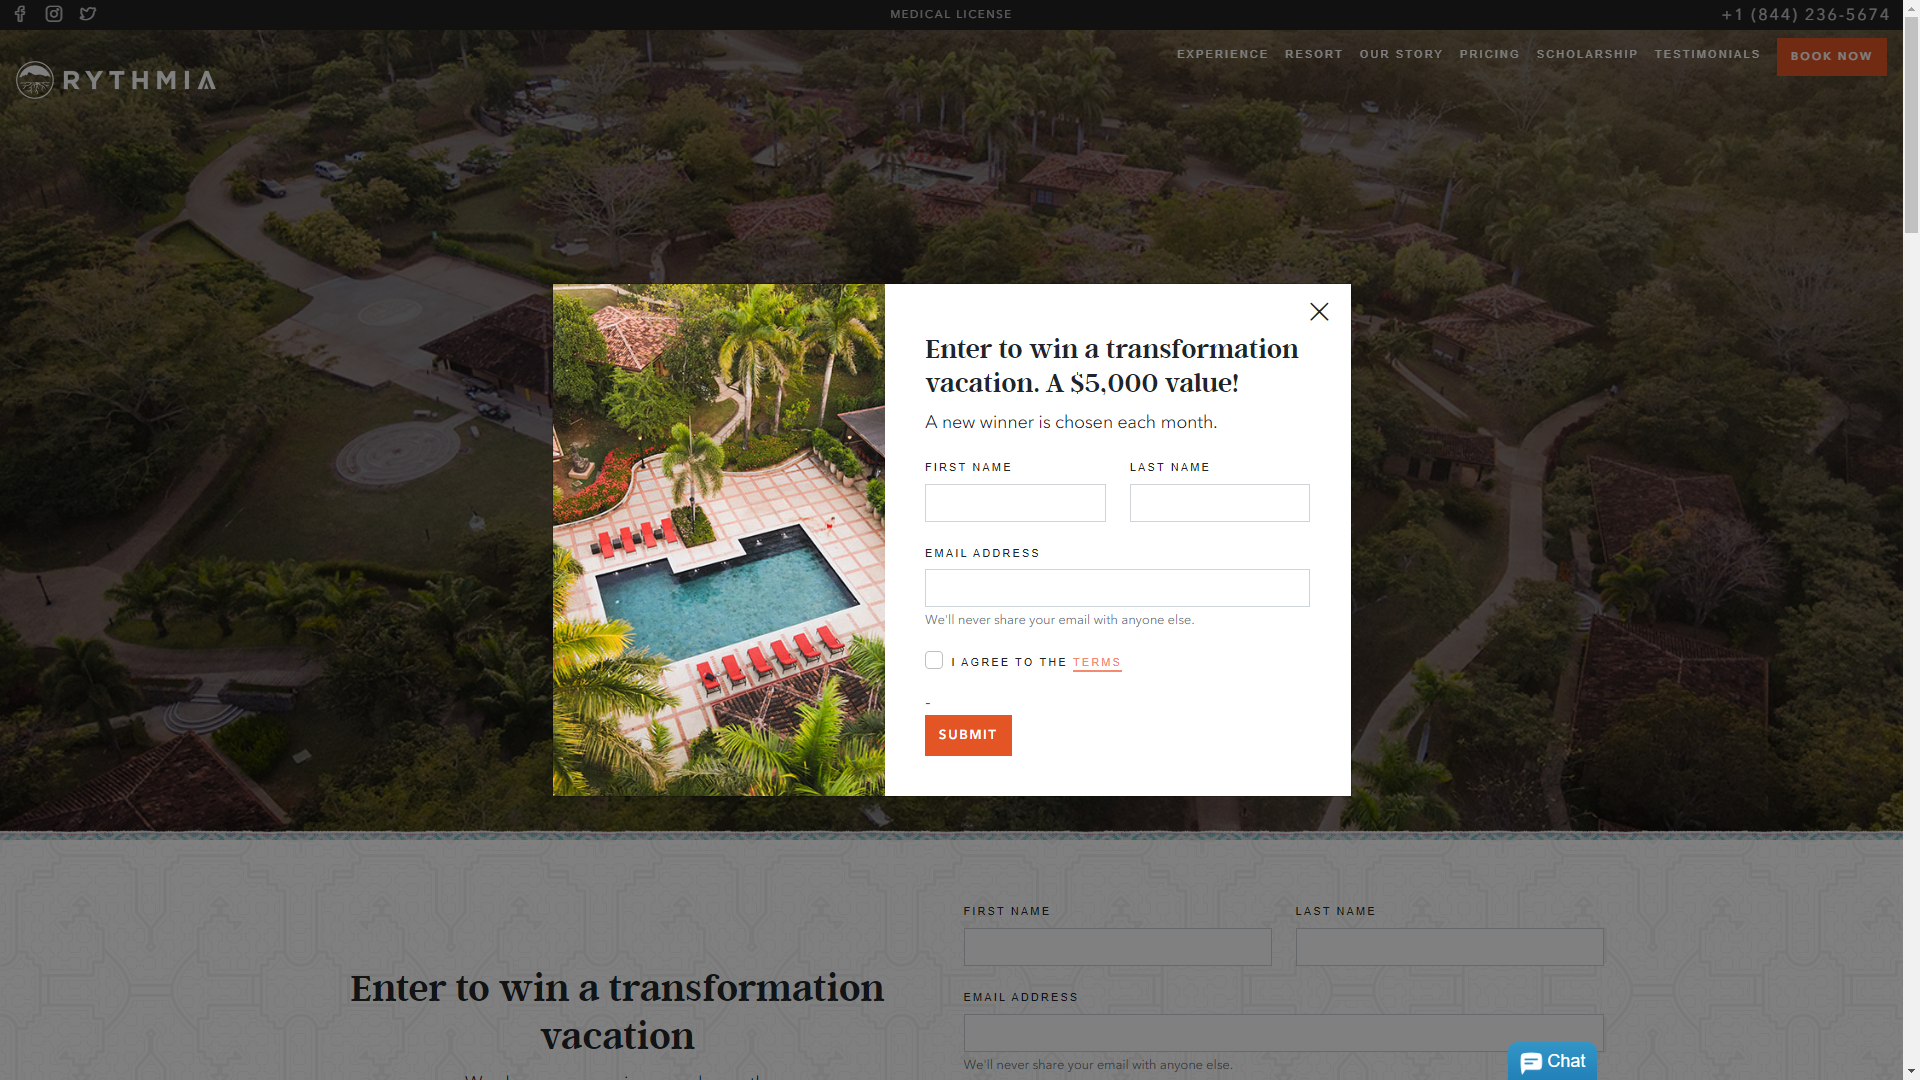 MEDICAL LICENSE
+1 (844) 236-5674
RYTHMIA
EXPERIENCE RESORT OUR STORY PRICING SCHOLARSHIP TESTIMONIALS BOOK NOW
Enter to win a transformation
vacation. A $5,000 value!
A new winner is chosen each month.
FIRST NAME LAST NAME
EMAIL ADDRESS
We'll never share your email with anyone else.
I AGREE TO THE TERMS
-
SUBMIT
Enter to win a transformation
vacation
FIRST NAME LAST NAME
EMAIL ADDRESS
We'll never share your email with anyone else.
Chat